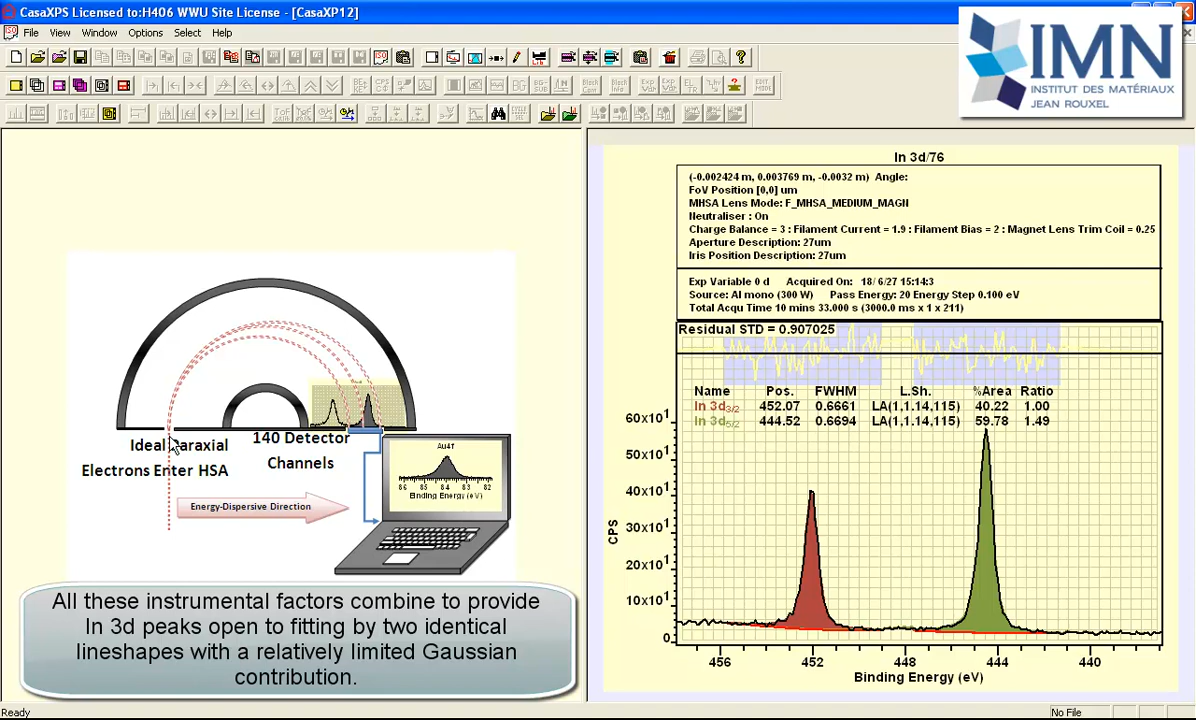 CasaXPS Licensed to:H406 WWU Site License - [CasaXP12]
File View Window Options Select Help
IMN
INSTITUT DES MATÉRIAUX
JEAN ROUXEL
Ideal Paraxial
Electrons Enter HSA
140 Detector
Channels
Energy-Dispersive Direction
Au4f
86 85 84 83 82
Binding Energy (eV)
All these instrumental factors combine to provide
In 3d peaks open to fitting by two identical
lineshapes with a relatively limited Gaussian
contribution.
In 3d/76
(-0.002424 m, 0.003769 m, -0.0032 m) Angle:
FoV Position [0,0] um
MHSA Lens Mode: F_MHSA_MEDIUM_MAGN
Neutraliser : On
Charge Balance = 3 : Filament Current = 1.9 : Filament Bias = 2 : Magnet Lens Trim Coil = 0.25
Aperture Description: 27um
Iris Position Description: 27um
Exp Variable 0 d Acquired On: 18/ 6/27 15:14:3
Source: Al mono (300 W) Pass Energy: 20 Energy Step 0.100 eV
Total Acqu Time 10 mins 33.000 s (3000.0 ms x 1 x 211)
Residual STD = 0.907025
Name Pos. FWHM L.Sh. %Area Ratio
In 3d3/2 452.07 0.6661 LA(1,1.14,115) 40.22 1.00
In 3d5/2 444.52 0.6694 LA(1,1.14,115) 59.78 1.49
CPS
60x10¹
50x10¹
40x10¹
30x10¹
20x10¹
10x10¹
0
456 452 448 444 440
Binding Energy (eV)
Ready
No File